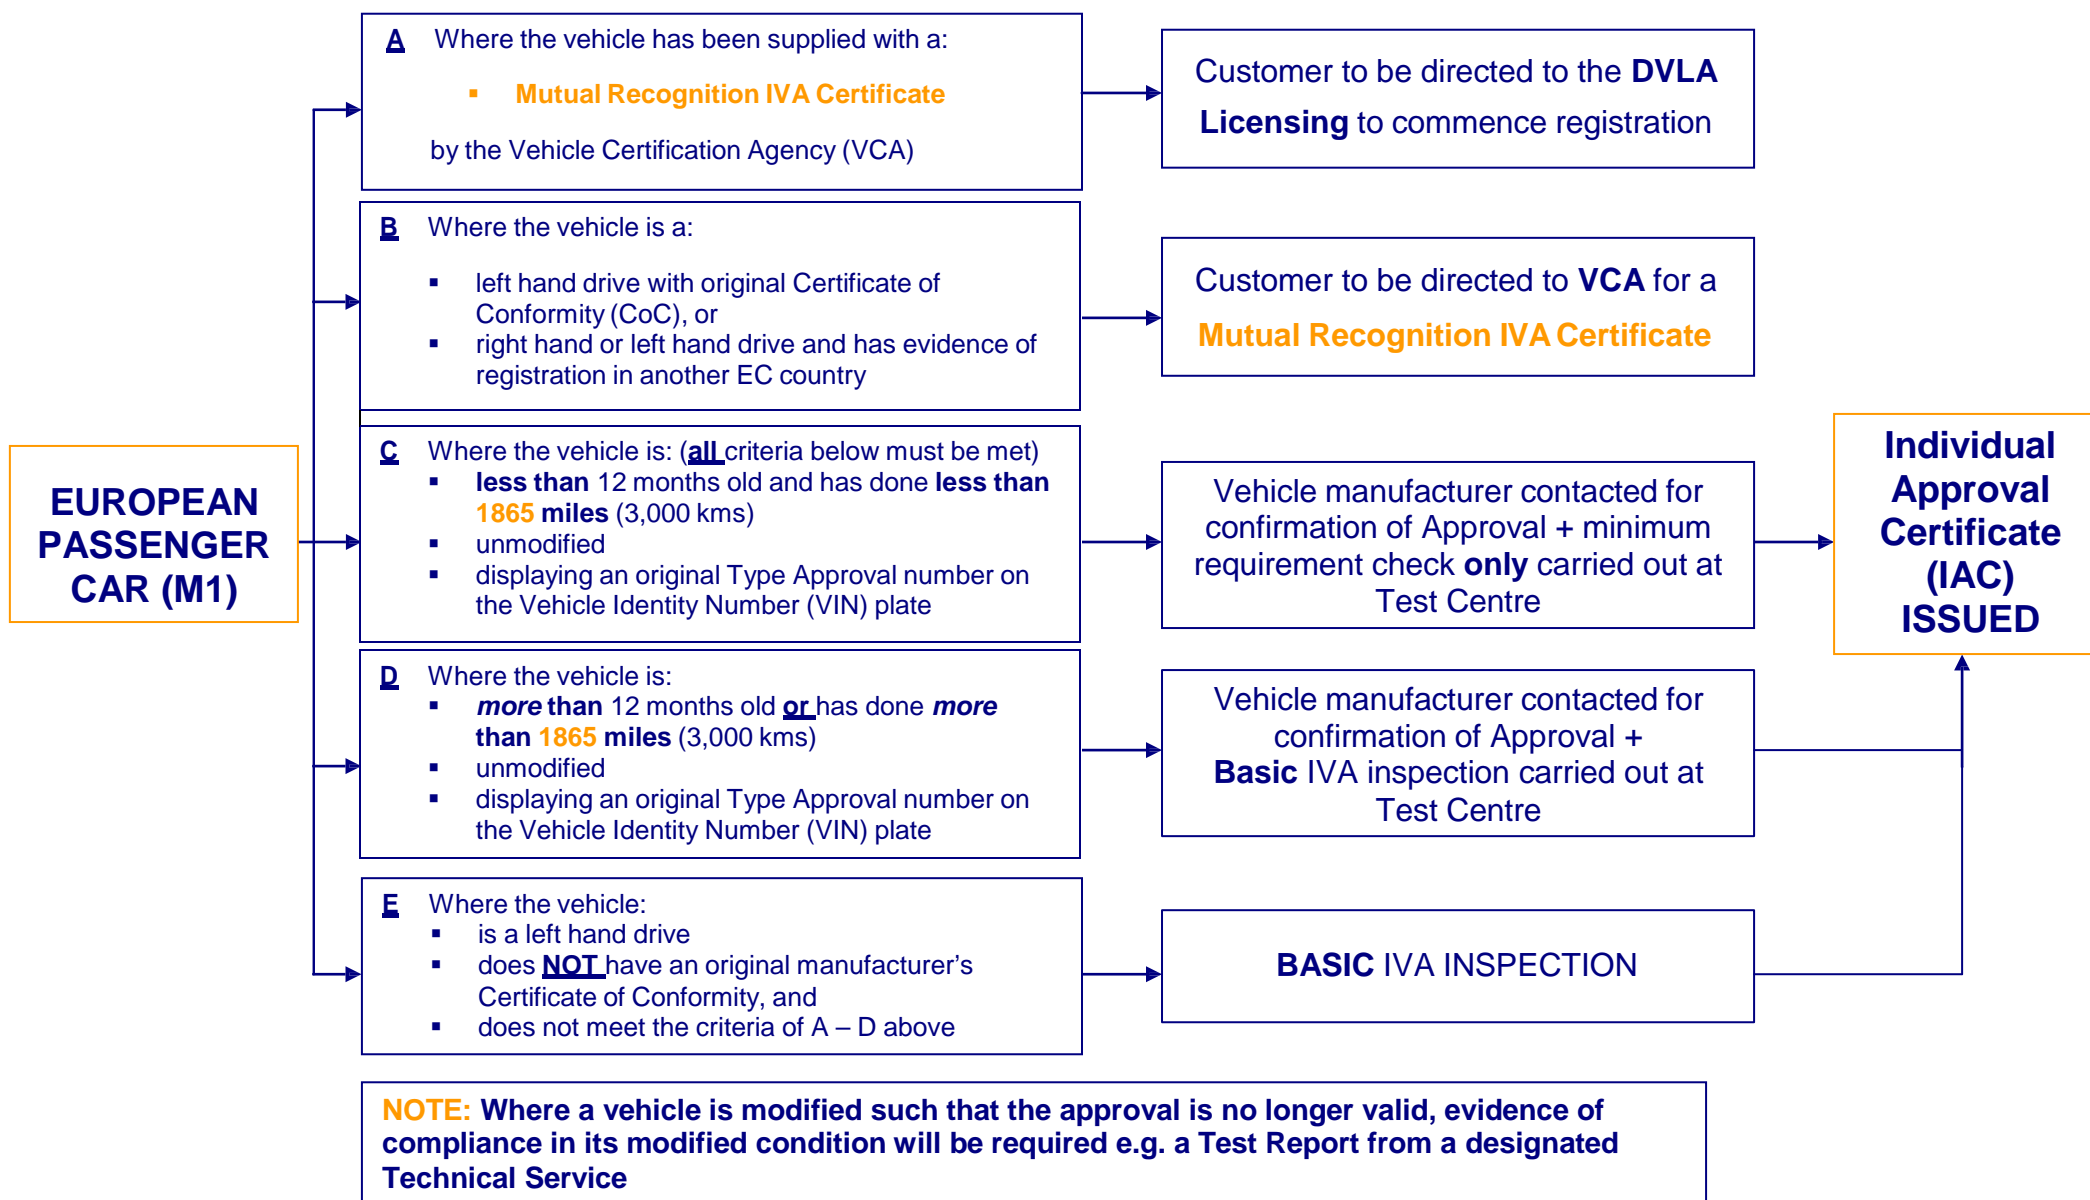 A Where the vehicle has been supplied with a:
▪ Mutual Recognition IVA Certificate
by the Vehicle Certification Agency (VCA)
Customer to be directed to the DVLA
Licensing to commence registration
B Where the vehicle is a:
▪ left hand drive with original Certificate of
Conformity (CoC), or
▪ right hand or left hand drive and has evidence of
registration in another EC country
Customer to be directed to VCA for a
Mutual Recognition IVA Certificate
EUROPEAN
PASSENGER
CAR (M1)
C Where the vehicle is: (all criteria below must be met)
▪ less than 12 months old and has done less than
1865 miles (3,000 kms)
▪ unmodified
▪ displaying an original Type Approval number on
the Vehicle Identity Number (VIN) plate
Vehicle manufacturer contacted for
confirmation of Approval + minimum
requirement check only carried out at
Test Centre
Individual
Approval
Certificate
(IAC)
ISSUED
D Where the vehicle is:
▪ more than 12 months old or has done more
than 1865 miles (3,000 kms)
▪ unmodified
▪ displaying an original Type Approval number on
the Vehicle Identity Number (VIN) plate
Vehicle manufacturer contacted for
confirmation of Approval +
Basic IVA inspection carried out at
Test Centre
E Where the vehicle:
▪ is a left hand drive
▪ does NOT have an original manufacturer’s
Certificate of Conformity, and
▪ does not meet the criteria of A – D above
BASIC IVA INSPECTION
NOTE: Where a vehicle is modified such that the approval is no longer valid, evidence of
compliance in its modified condition will be required e.g. a Test Report from a designated
Technical Service